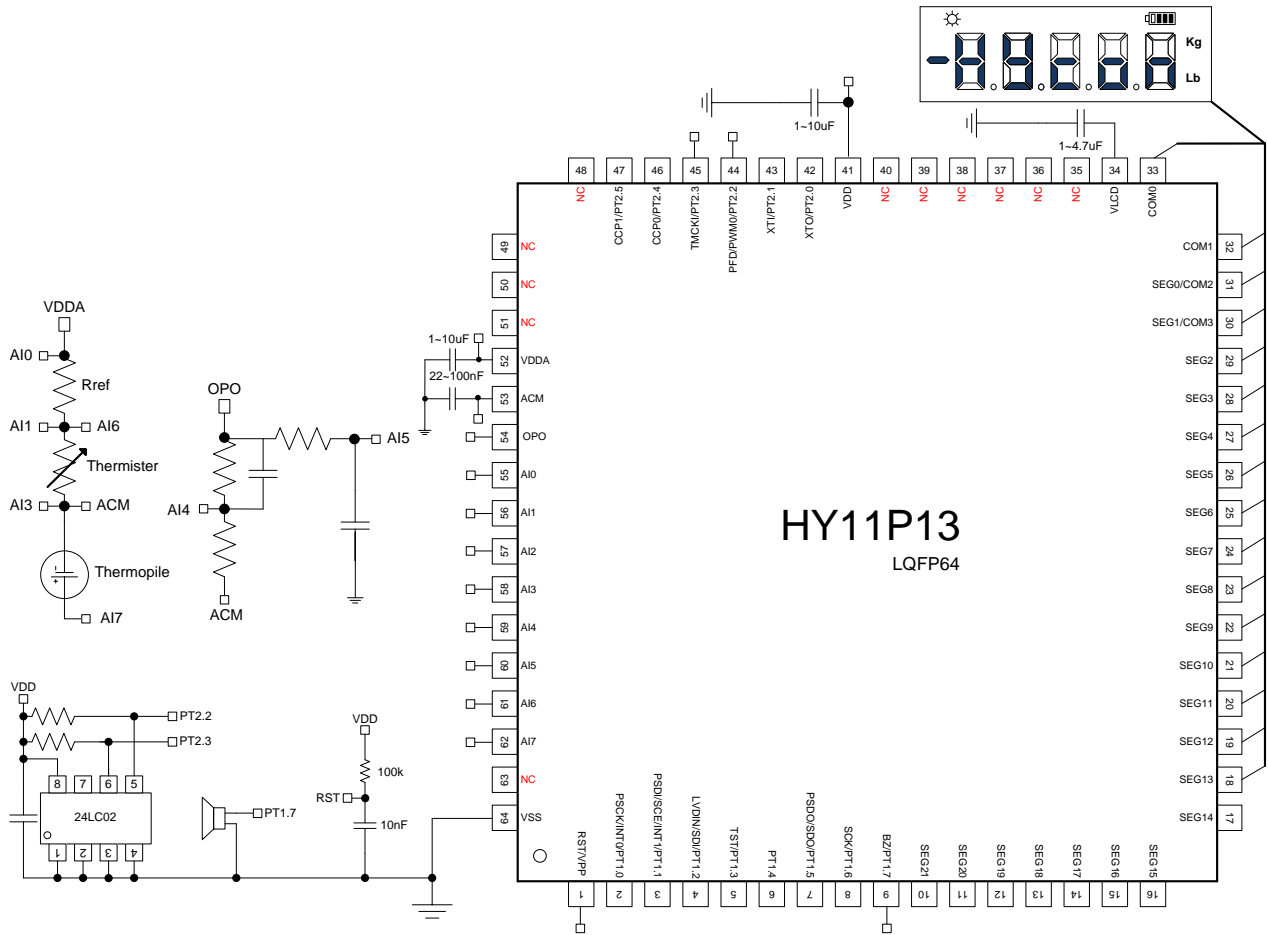 Kg
Lb
1~10uF
1~4.7uF
48 47 46 45 44 43 42 41 40 39 38 37 36 35 34 33
NC
CCP1/PT2.5
CCP0/PT2.4
TMCKI/PT2.3
PFD/PWM0/PT2.2
XTI/PT2.1
XTO/PT2.0
VDD
NC
NC
NC
NC
NC
NC
VLCD
COM0
49 NC
50 NC
51 NC
52 VDDA
53 ACM
54 OPO
55 AI0
56 AI1
57 AI2
58 AI3
59 AI4
60 AI5
61 AI6
62 AI7
63 NC
64 VSS
1~10uF
22~100nF
COM1 32
SEG0/COM2 31
SEG1/COM3 30
SEG2 29
SEG3 28
SEG4 27
SEG5 26
SEG6 25
SEG7 24
SEG8 23
SEG9 22
SEG10 21
SEG11 20
SEG12 19
SEG13 18
SEG14 17
HY11P13
LQFP64
VDDA
AI0
Rref
AI1 AI6
Thermister
AI3 ACM
Thermopile
AI7
OPO
AI5
AI4
ACM
VDD
PT2.2
PT2.3
8 7 6 5
24LC02
1 2 3 4
PT1.7
VDD
100k
RST
10nF
RST/VPP
PSCK/INT0/PT1.0
PSDI/SCE/INT1/PT1.1
LVDIN/SDI/PT1.2
TST/PT1.3
PT1.4
PSDO/SDO/PT1.5
SCK/PT1.6
BZ/PT1.7
SEG21
SEG20
SEG19
SEG18
SEG17
SEG16
SEG15
1 2 3 4 5 6 7 8 9 10 11 12 13 14 15 16